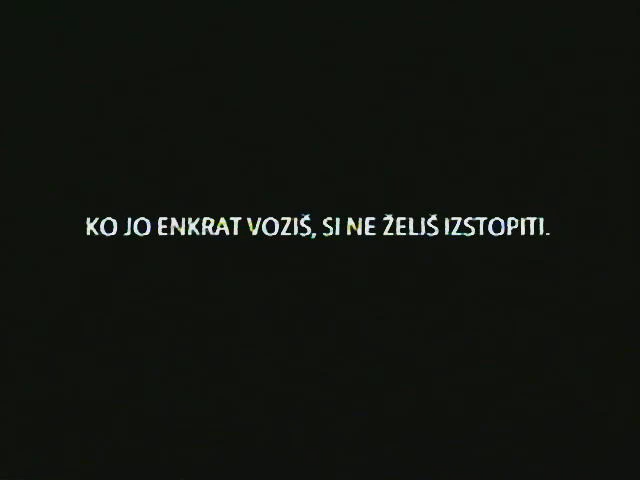 KO JO ENKRAT VOZIŠ, SI NE ŽELIŠ IZSTOPITI.